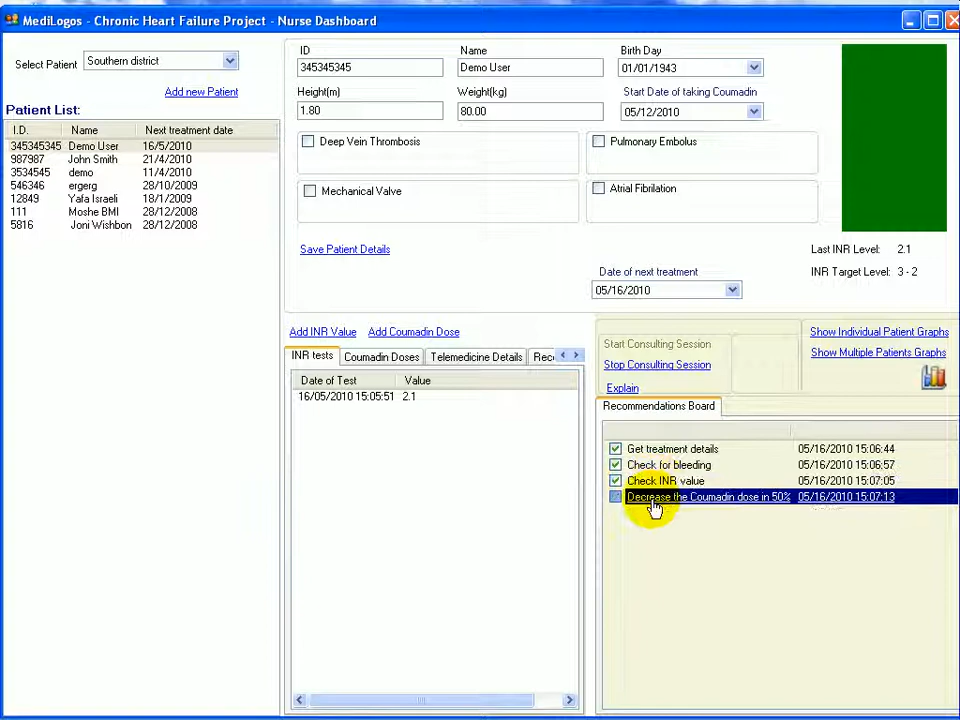 MediLogos - Chronic Heart Failure Project - Nurse Dashboard
Select Patient
Southern district
Add new Patient
Patient List:
I.D. Name Next treatment date
345345345 Demo User 16/5/2010
987987 John Smith 21/4/2010
3534545 demo 11/4/2010
546346 ergerg 28/10/2009
12849 Yafa Israeli 18/1/2009
111 Moshe BMI 28/12/2008
5816 Joni Wishbon 28/12/2008
ID Name Birth Day
345345345 Demo User 01/01/1943
Height(m) Weight(kg) Start Date of taking Coumadin
1.80 80.00 05/12/2010
Deep Vein Thrombosis Pulmonary Embolus
Mechanical Valve Atrial Fibrilation
Save Patient Details
Last INR Level: 2.1
Date of next treatment
INR Target Level: 3 - 2
05/16/2010
Add INR Value Add Coumadin Dose
INR tests Coumadin Doses Telemedicine Details Rec
Date of Test Value
16/05/2010 15:05:51 2.1
Show Individual Patient Graphs
Start Consulting Session
Show Multiple Patients Graphs
Stop Consulting Session
Explain
Recommendations Board
Get treatment details 05/16/2010 15:06:44
Check for bleeding 05/16/2010 15:06:57
Check INR value 05/16/2010 15:07:05
Decrease the Coumadin dose in 50% 05/16/2010 15:07:13